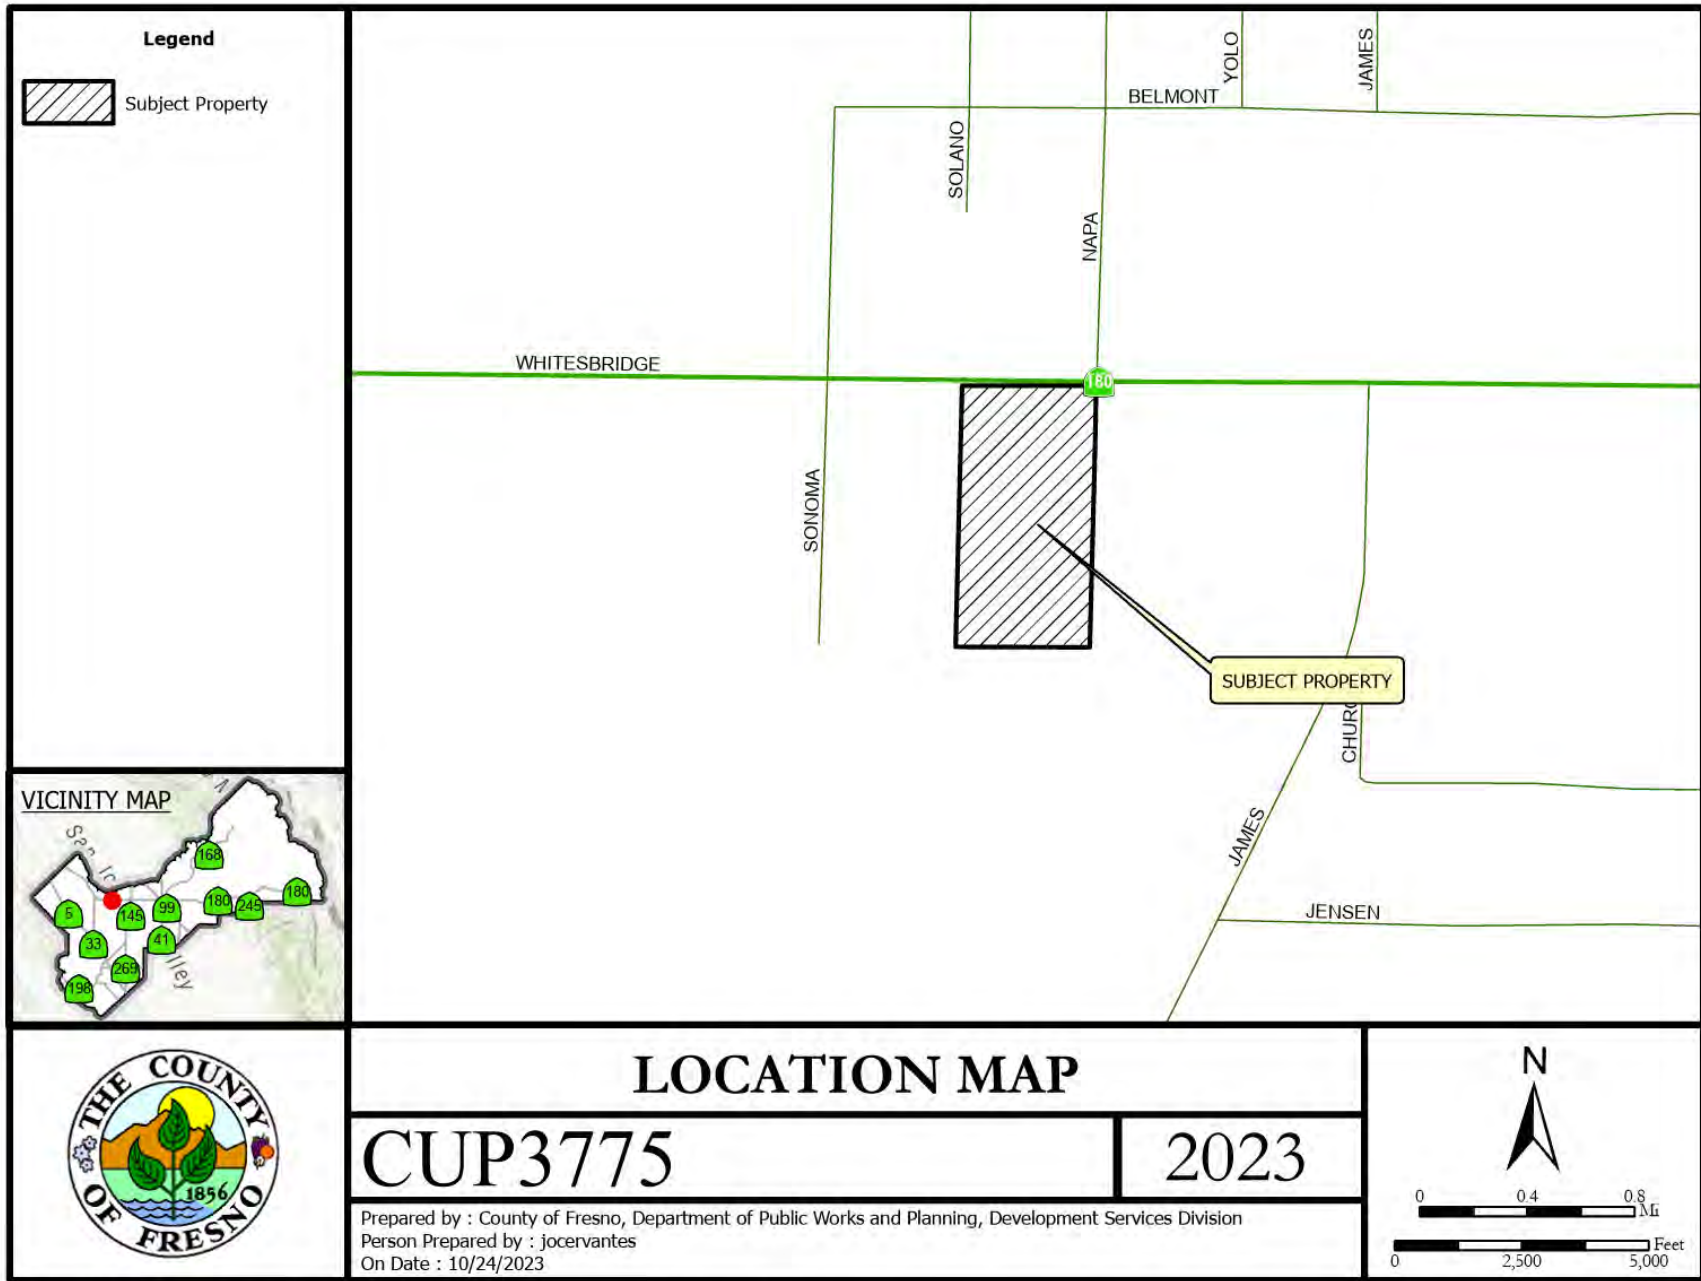 Legend
Subject Property
BELMONT
YOLO
JAMES
SOLANO
NAPA
WHITESBRIDGE
180
SONOMA
SUBJECT PROPERTY
CHURC
JAMES
JENSEN
VICINITY MAP
168
180
180
245
5
145
99
33
41
269
198
lley
THE COUNTY
OF FRESNO
1856
LOCATION MAP
CUP3775
2023
Prepared by : County of Fresno, Department of Public Works and Planning, Development Services Division
Person Prepared by : jocervantes
On Date : 10/24/2023
N
0 0.4 0.8
Mi
Feet
0 2,500 5,000